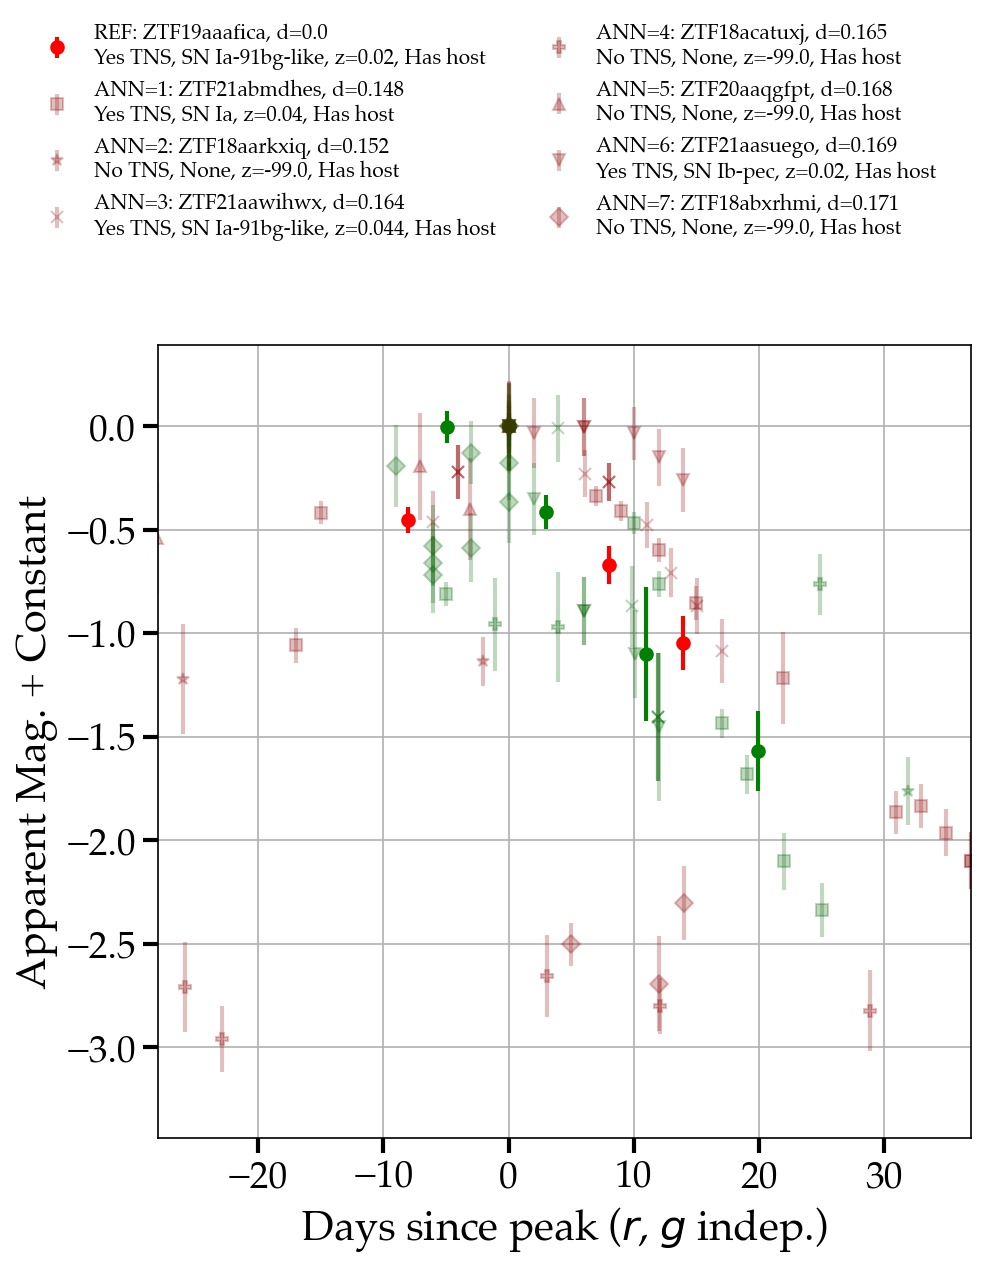 REF: ZTF19aaafica, d=0.0
Yes TNS, SN Ia-91bg-like, z=0.02, Has host
ANN=1: ZTF21abmdhes, d=0.148
Yes TNS, SN Ia, z=0.04, Has host
ANN=2: ZTF18aarkxiq, d=0.152
No TNS, None, z=-99.0, Has host
ANN=3: ZTF21aawihwx, d=0.164
Yes TNS, SN Ia-91bg-like, z=0.044, Has host
ANN=4: ZTF18acatuxj, d=0.165
No TNS, None, z=-99.0, Has host
ANN=5: ZTF20aaqgfpt, d=0.168
No TNS, None, z=-99.0, Has host
ANN=6: ZTF21aasuego, d=0.169
Yes TNS, SN Ib-pec, z=0.02, Has host
ANN=7: ZTF18abxrhmi, d=0.171
No TNS, None, z=-99.0, Has host
Apparent Mag. + Constant
0.0
−0.5
−1.0
−1.5
−2.0
−2.5
−3.0
−20 −10 0 10 20 30
Days since peak (r, g indep.)